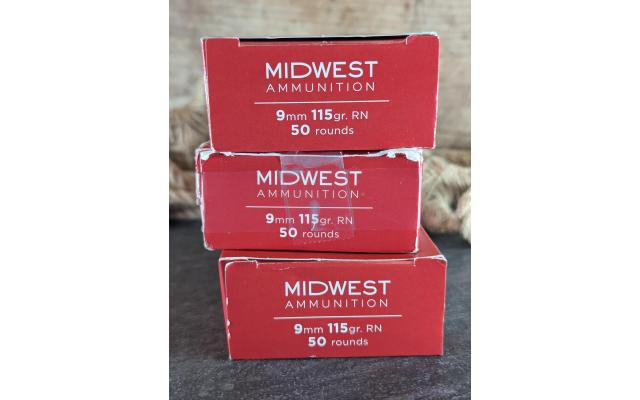 MIDWEST
AMMUNITION
9mm 115gr. RN
50 rounds
MIDWEST
AMMUNITION
9mm 115gr. RN
50 rounds
MIDWEST
AMMUNITION
9mm 115gr. RN
50 rounds